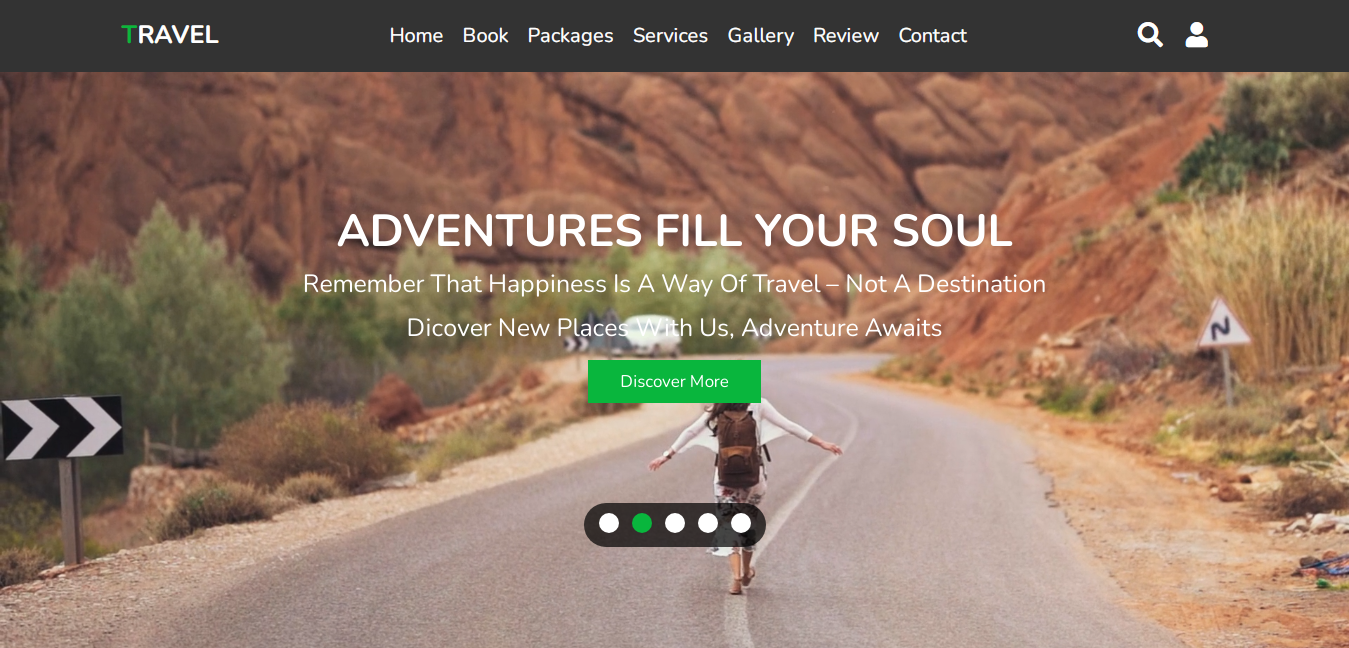 TRAVEL
Home Book Packages Services Gallery Review Contact
ADVENTURES FILL YOUR SOUL
Remember That Happiness Is A Way Of Travel – Not A Destination
Dicover New Places With Us, Adventure Awaits
Discover More